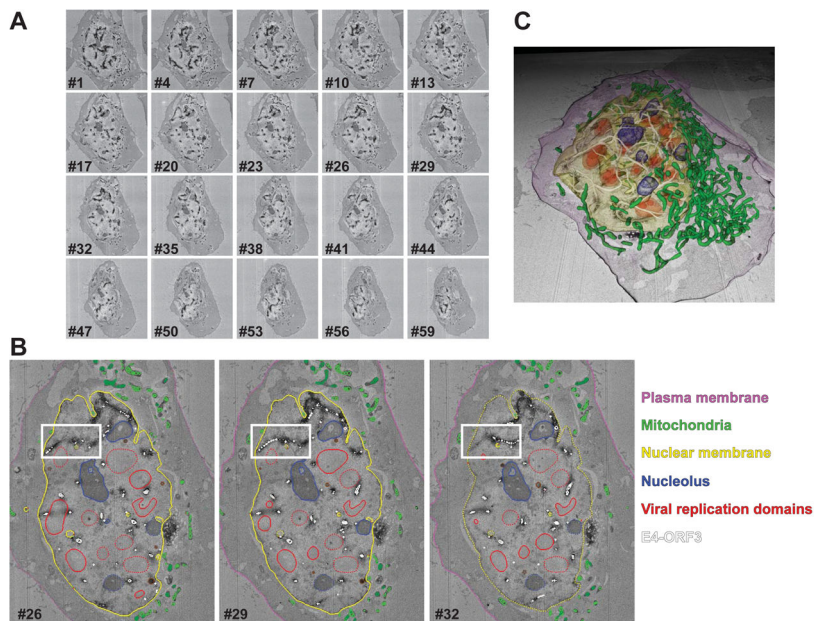 A
C
#1 #4 #7 #10 #13
#17 #20 #23 #26 #29
#32 #35 #38 #41 #44
#47 #50 #53 #56 #59
B
Plasma membrane
Mitochondria
Nuclear membrane
Nucleolus
Viral replication domains
E4-ORF3
#26 #29 #32